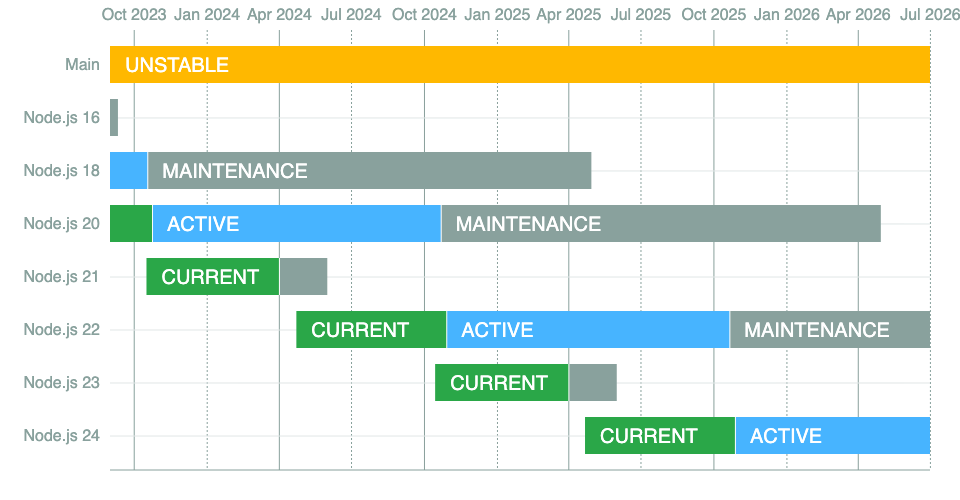 Oct 2023 Jan 2024 Apr 2024 Jul 2024 Oct 2024 Jan 2025 Apr 2025 Jul 2025 Oct 2025 Jan 2026 Apr 2026 Jul 2026
Main UNSTABLE
Node.js 16
Node.js 18 MAINTENANCE
Node.js 20 ACTIVE MAINTENANCE
Node.js 21 CURRENT
Node.js 22 CURRENT ACTIVE MAINTENANCE
Node.js 23 CURRENT
Node.js 24 CURRENT ACTIVE